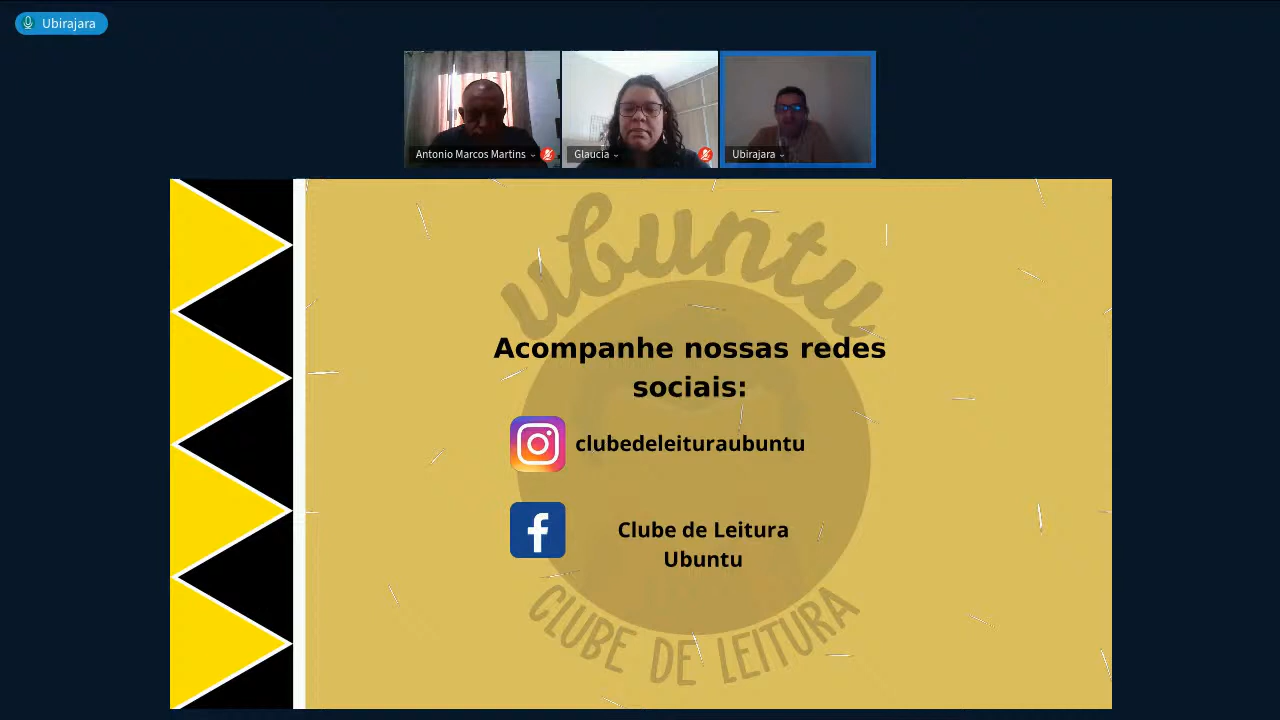 Ubirajara
Antonio Marcos Martins
Glaucia
Ubirajara
ubuntu
Acompanhe nossas redes
sociais:
clubedeleituraubuntu
Clube de Leitura
Ubuntu
CLUBE DE LEITURA